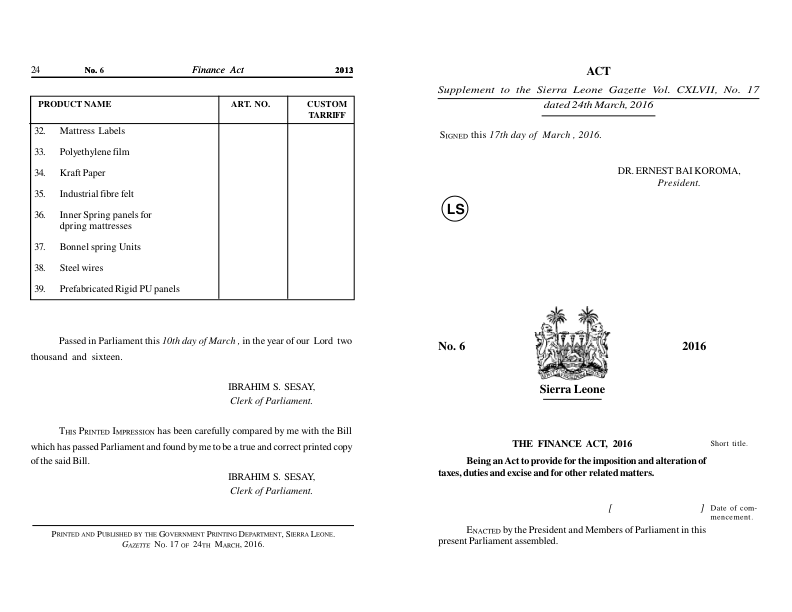 24 No. 6 Finance Act 2013
PRODUCT NAME ART. NO. CUSTOM
TARRIFF
32. Mattress Labels
33. Polyethylene film
34. Kraft Paper
35. Industrial fibre felt
36. Inner Spring panels for
dpring mattresses
37. Bonnel spring Units
38. Steel wires
39. Prefabricated Rigid PU panels
Passed in Parliament this 10th day of March , in the year of our Lord two
thousand and sixteen.
IBRAHIM S. SESAY,
Clerk of Parliament.
THIS PRINTED IMPRESSION has been carefully compared by me with the Bill
which has passed Parliament and found by me to be a true and correct printed copy
of the said Bill.
IBRAHIM S. SESAY,
Clerk of Parliament.
PRINTED AND PUBLISHED BY THE GOVERNMENT PRINTING DEPARTMENT, SIERRA LEONE.
GAZETTE NO. 17 OF 24TH MARCH, 2016.
ACT
Supplement to the Sierra Leone Gazette Vol. CXLVII, No. 17
dated 24th March, 2016
SIGNED this 17th day of March , 2016.
DR. ERNEST BAI KOROMA,
President.
LS
No. 6 2016
Sierra Leone
THE FINANCE ACT, 2016 Short title.
Being an Act to provide for the imposition and alteration of
taxes, duties and excise and for other related matters.
[ ] Date of com-
mencement.
ENACTED by the President and Members of Parliament in this
present Parliament assembled.